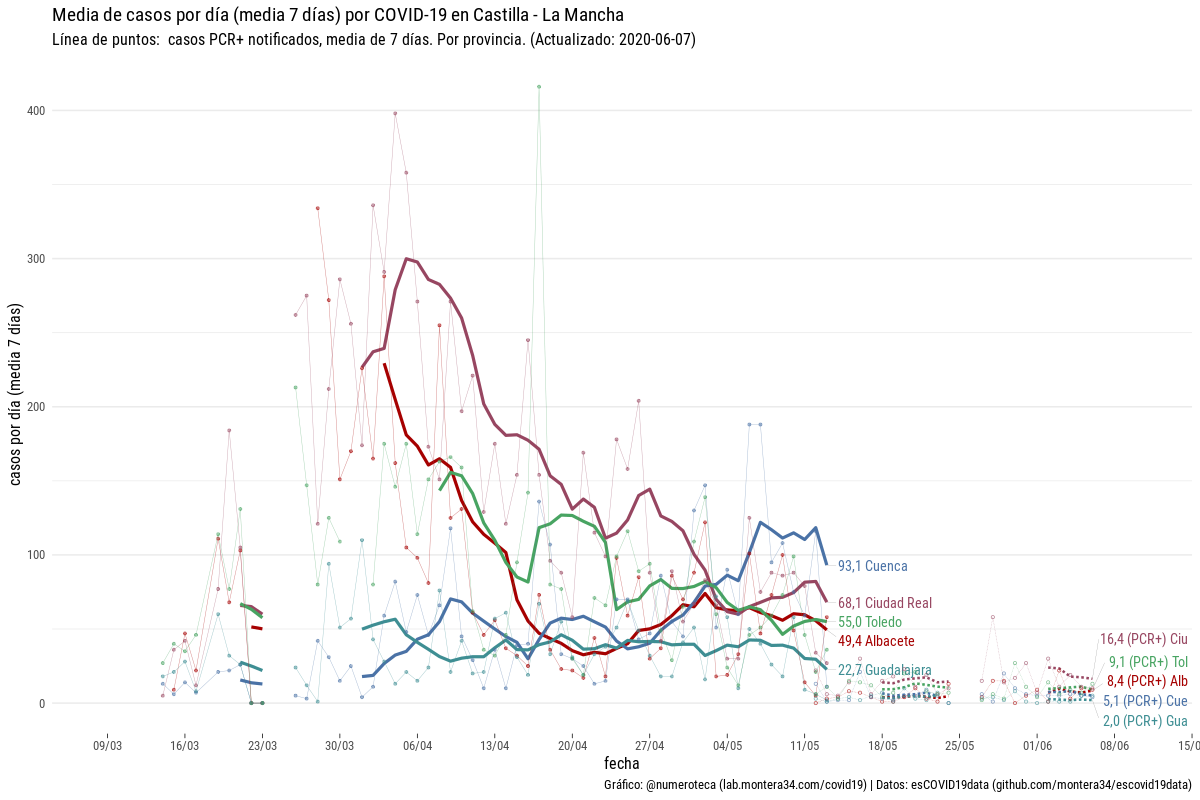 Media de casos por día (media 7 días) por COVID-19 en Castilla - La Mancha
Línea de puntos:  casos PCR+ notificados, media de 7 días. Por provincia. (Actualizado: 2020-06-07)
casos por día (media 7 días)
400
300
200
100
0
93,1 Cuenca
68,1 Ciudad Real
55,0 Toledo
49,4 Albacete
22,7 Guadalajara
16,4 (PCR+) Ciu
9,1 (PCR+) Tol
8,4 (PCR+) Alb
5,1 (PCR+) Cue
2,0 (PCR+) Gua
09/03 16/03 23/03 30/03 06/04 13/04 20/04 27/04 04/05 11/05 18/05 25/05 01/06 08/06 15/0
fecha
Gráfico: @numeroteca (lab.montera34.com/covid19) | Datos: esCOVID19data (github.com/montera34/escovid19data)